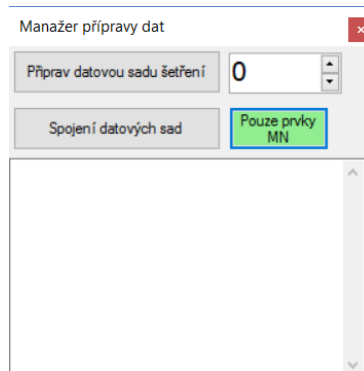 Manažer přípravy dat
Připrav datovou sadu šetření
0
Spojení datových sad
Pouze prvky
MN